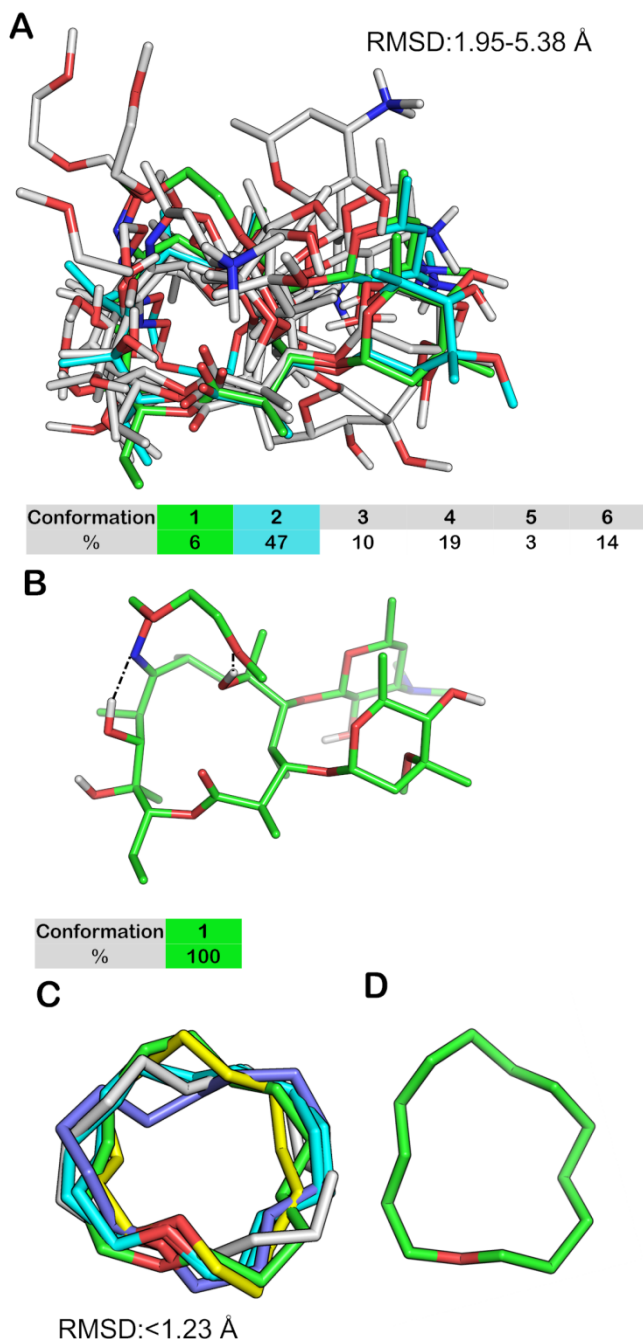 A
RMSD:1.95-5.38 Å
Conformation 1 2 3 4 5 6
% 6 47 10 19 3 14
B
Conformation 1
% 100
C D
RMSD:<1.23 Å